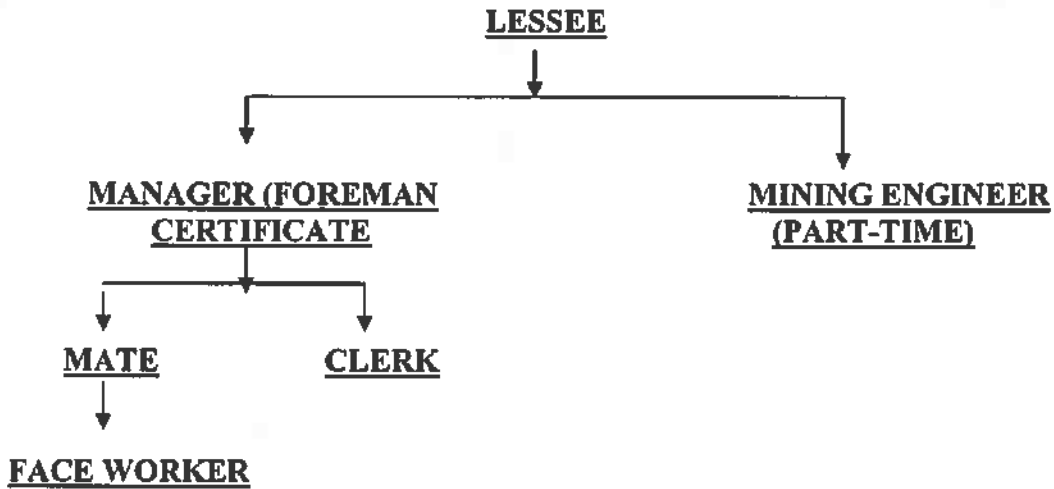 LESSEE
MANAGER (FOREMAN
CERTIFICATE
MINING ENGINEER
(PART-TIME)
MATE
CLERK
FACE WORKER